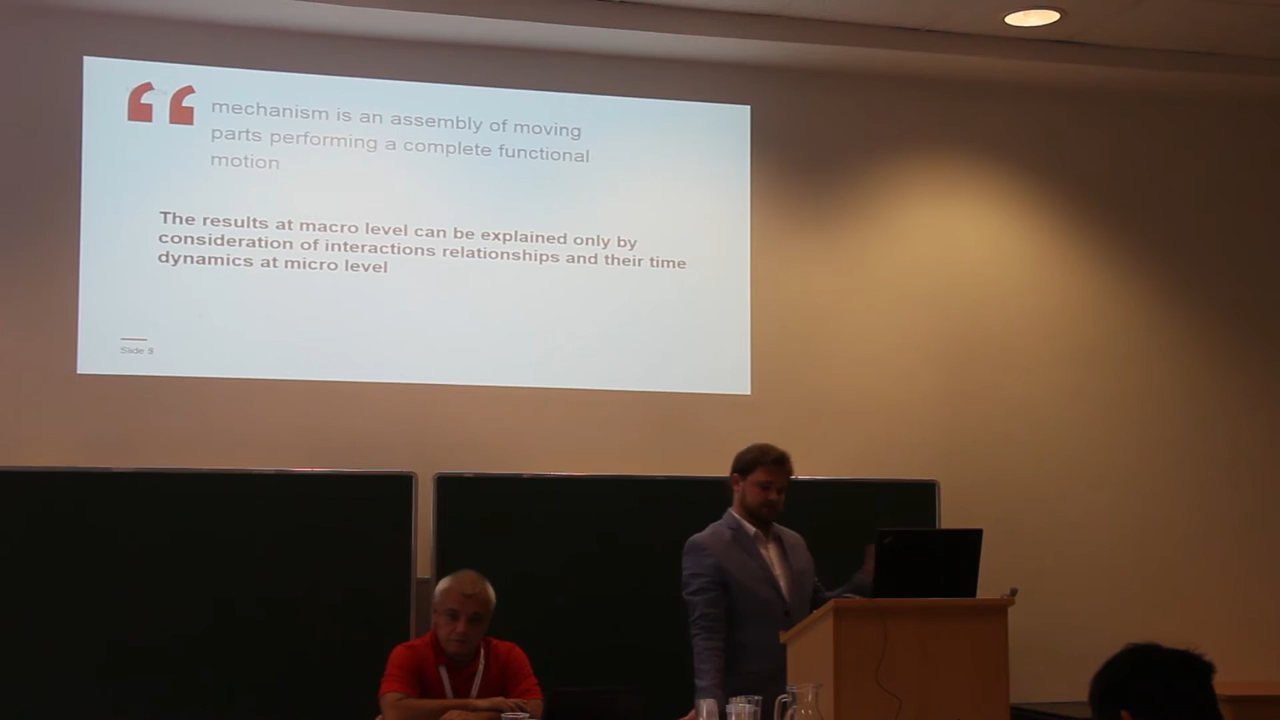 mechanism is an assembly of moving
parts performing a complete functional
motion
The results at macro level can be explained only by
consideration of interactions relationships and their time
dynamics at micro level
Slide 5